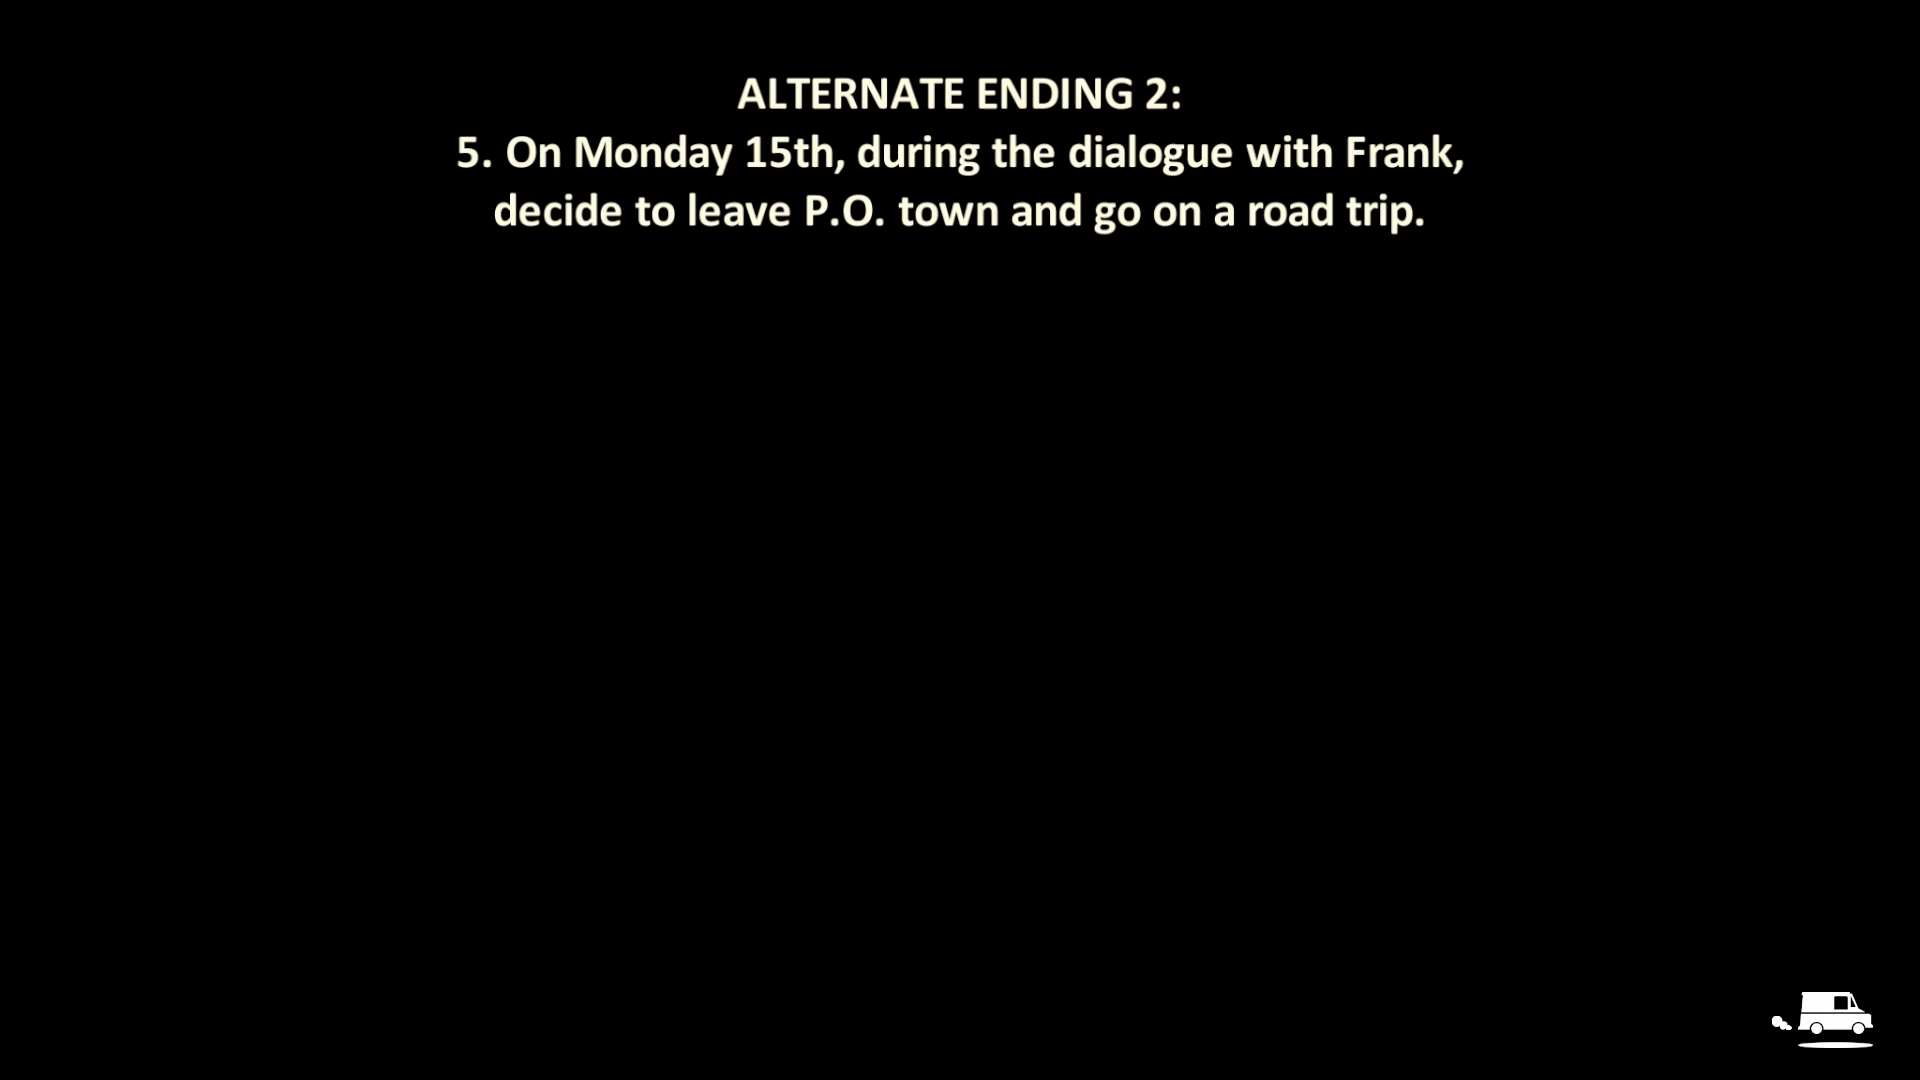 ALTERNATE ENDING 2:
5. On Monday 15th, during the dialogue with Frank,
decide to leave P.O. town and go on a road trip.